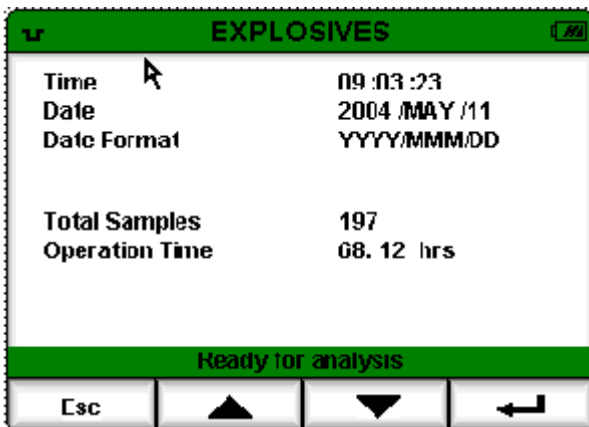 EXPLOSIVES
Time 09:03:23
Date 2004/MAY/11
Date Format YYYY/MMM/DD
Total Samples 197
Operation Time 68.12 hrs
Ready for analysis
Esc